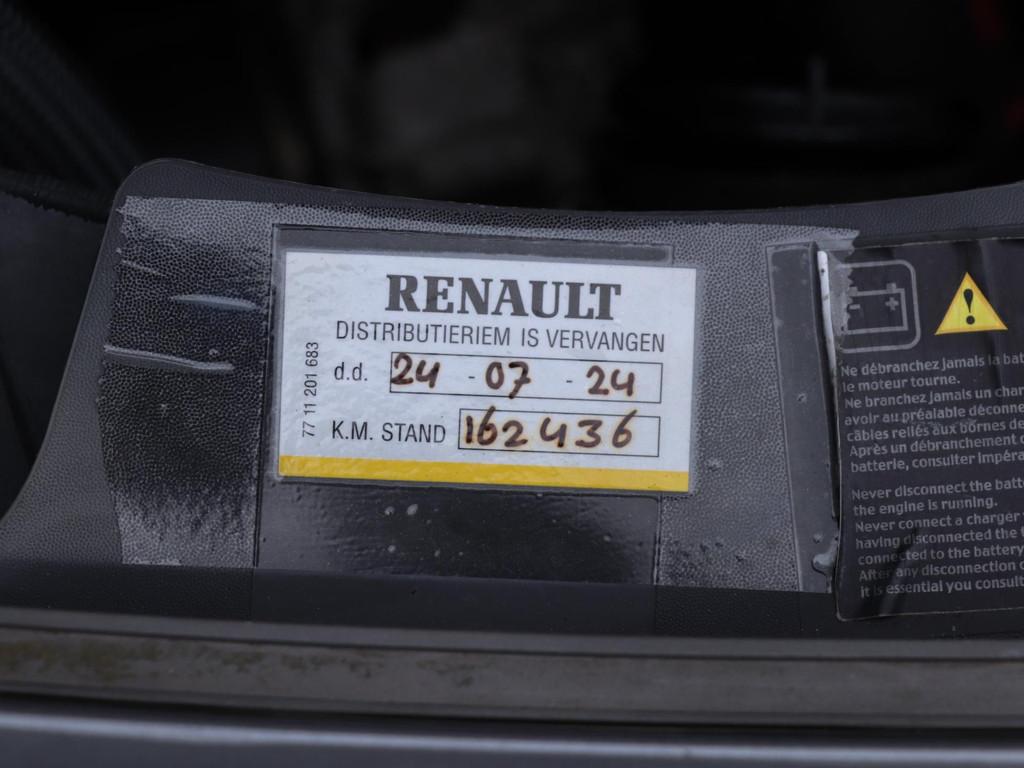 RENAULT
DISTRIBUTIERIEM IS VERVANGEN
d.d. 24 - 07 - 24
K.M. STAND 162436
77 11 201 683
Ne débranchez jamais la
le moteur tourne.
Ne branchez jamais un
avoir au préalable
câbles reliés aux bornes de
Après un débranchement
batterie, consulter
Never disconnect the
the engine is running.
Never connect a charger
having disconnected the
connected to the battery
After any disconnection
it is essential you